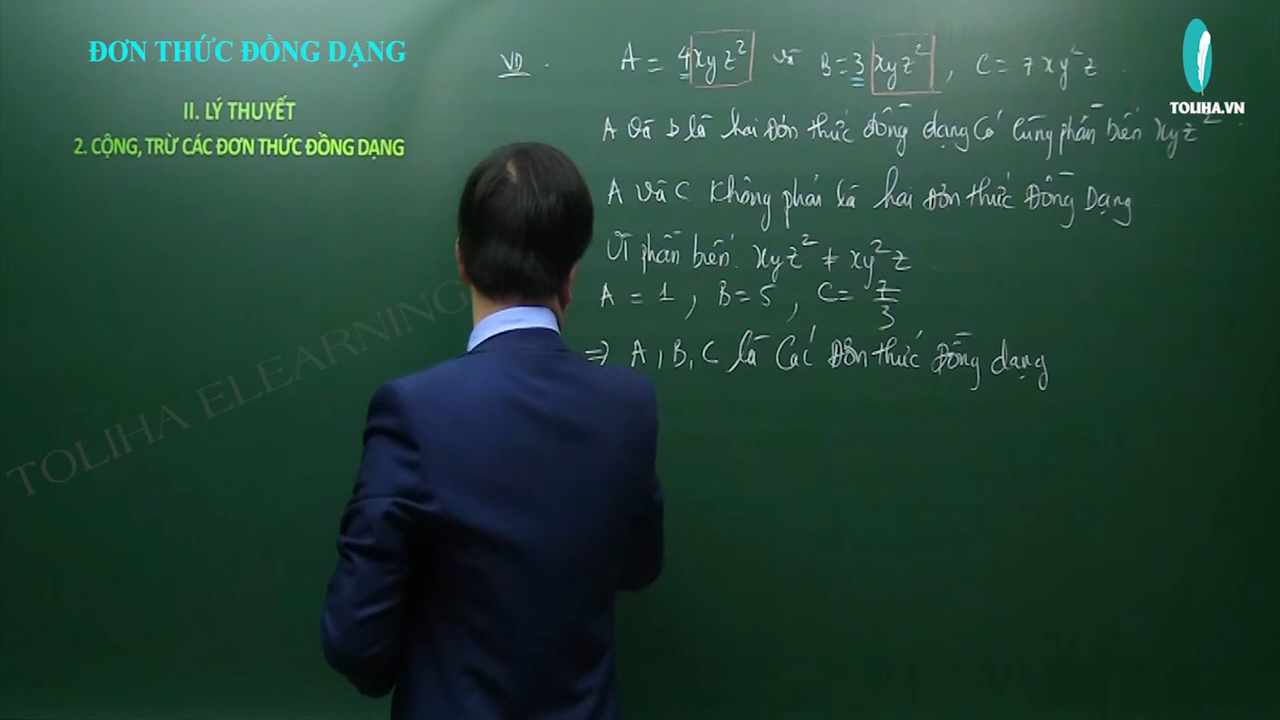 ĐƠN THỨC ĐỒNG DẠNG
II. LÝ THUYẾT
2. CỘNG, TRỪ CÁC ĐƠN THỨC ĐỒNG DẠNG
VD. A = 4xyz² và B = 3xyz², C = 7xy²z
A và B là hai đơn thức đồng dạng có cùng phần biến xyz².
A và C không phải là hai đơn thức đồng dạng
Vì phần biến. xyz² ≠ xy²z
A = 1, B = 5, C = 7/3
⇒ A, B, C là các đơn thức đồng dạng
TOLIHA.VN
TOLIHA ELEARNING